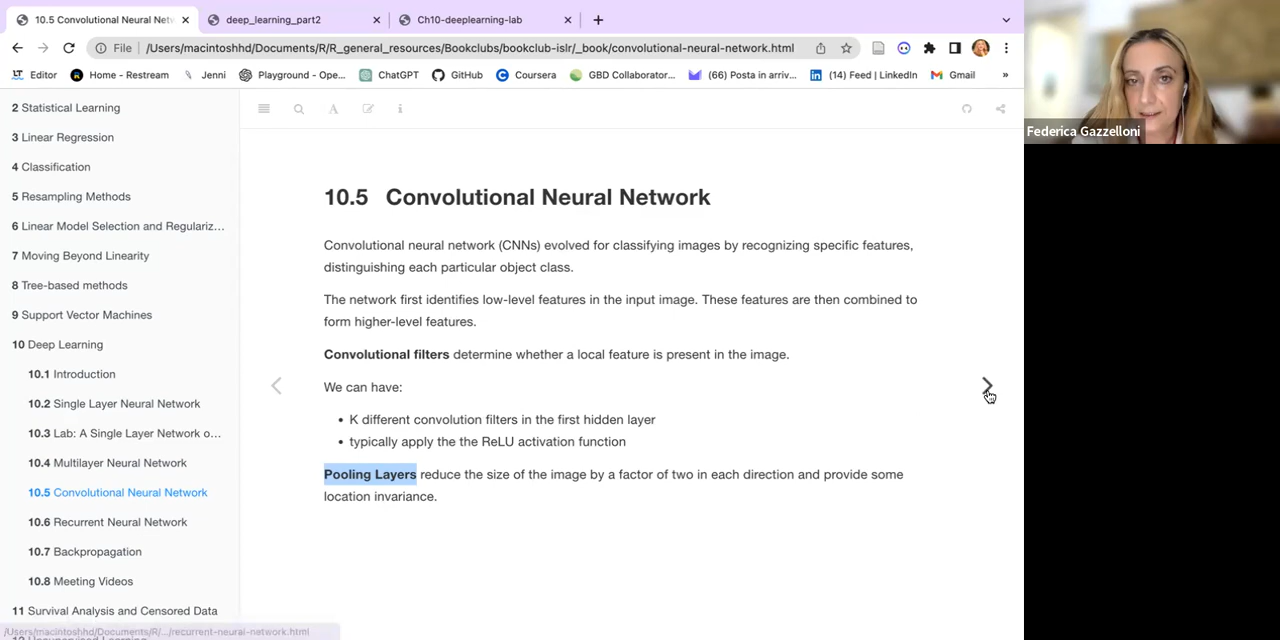 10.5 Convolutional Neural Netw
deep_learning_part2
Ch10-deeplearning-lab
File
/Users/macintoshhd/Documents/R/R_general_resources/Bookclubs/bookclub-islr/_book/convolutional-neural-network.html
Editor
Home - Restream
Jenni
Playground - Ope...
ChatGPT
GitHub
Coursera
GBD Collaborator...
(66) Posta in arriv...
(14) Feed | LinkedIn
Gmail
»
Federica Gazzelloni
2 Statistical Learning
3 Linear Regression
4 Classification
5 Resampling Methods
6 Linear Model Selection and Regulariz...
7 Moving Beyond Linearity
8 Tree-based methods
9 Support Vector Machines
10 Deep Learning
10.1 Introduction
10.2 Single Layer Neural Network
10.3 Lab: A Single Layer Network o...
10.4 Multilayer Neural Network
10.5 Convolutional Neural Network
10.6 Recurrent Neural Network
10.7 Backpropagation
10.8 Meeting Videos
11 Survival Analysis and Censored Data
/Users/macintoshhd/Documents/R/.../recurrent-neural-network.html
10.5 Convolutional Neural Network
Convolutional neural network (CNNs) evolved for classifying images by recognizing specific features,
distinguishing each particular object class.
The network first identifies low-level features in the input image. These features are then combined to
form higher-level features.
Convolutional filters determine whether a local feature is present in the image.
We can have:
• K different convolution filters in the first hidden layer
• typically apply the the ReLU activation function
Pooling Layers reduce the size of the image by a factor of two in each direction and provide some
location invariance.